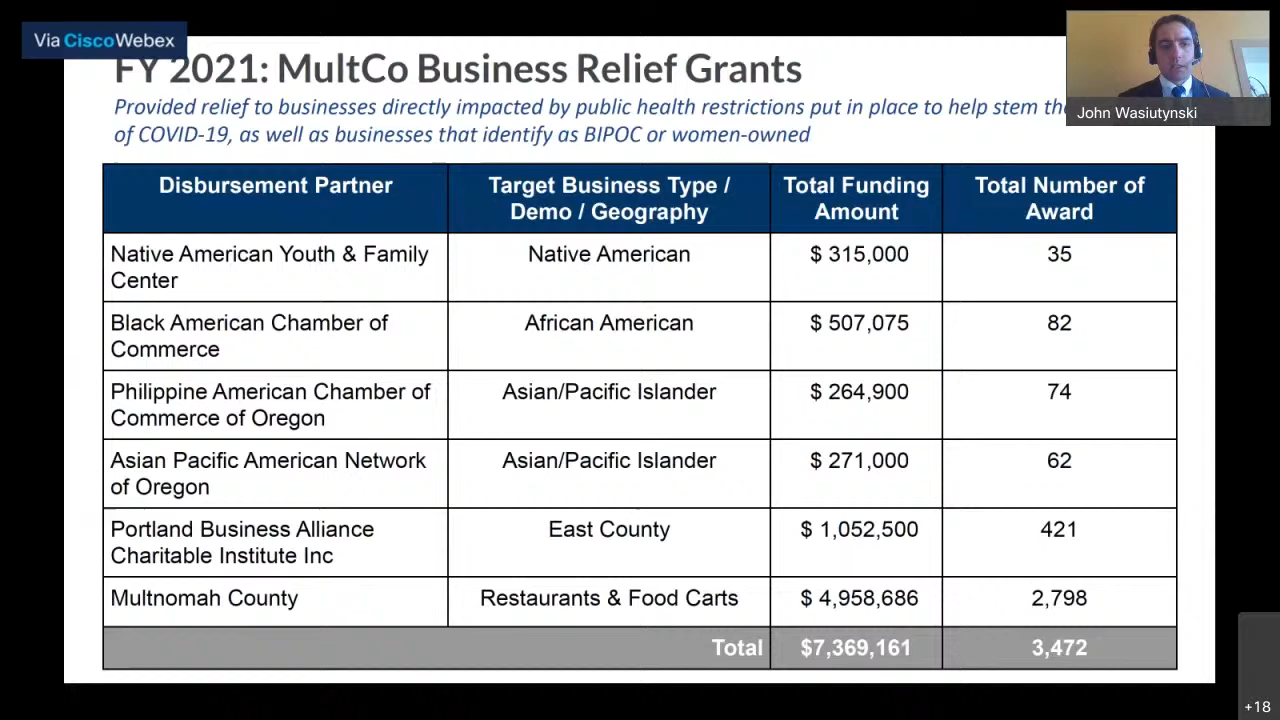 Via CiscoWebex
FY 2021: MultCo Business Relief Grants
John Wasiutynski
Provided relief to businesses directly impacted by public health restrictions put in place to help stem
of COVID-19, as well as businesses that identify as BIPOC or women-owned
Disbursement Partner
Target Business Type /
Demo / Geography
Total Funding
Amount
Total Number of
Award
Native American Youth & Family
Center
Native American
$ 315,000
35
Black American Chamber of
Commerce
African American
$ 507,075
82
Philippine American Chamber of
Commerce of Oregon
Asian/Pacific Islander
$ 264,900
74
Asian Pacific American Network
of Oregon
Asian/Pacific Islander
$ 271,000
62
Portland Business Alliance
Charitable Institute Inc
East County
$ 1,052,500
421
Multnomah County
Restaurants & Food Carts
$ 4,958,686
2,798
Total
$7,369,161
3,472
+18